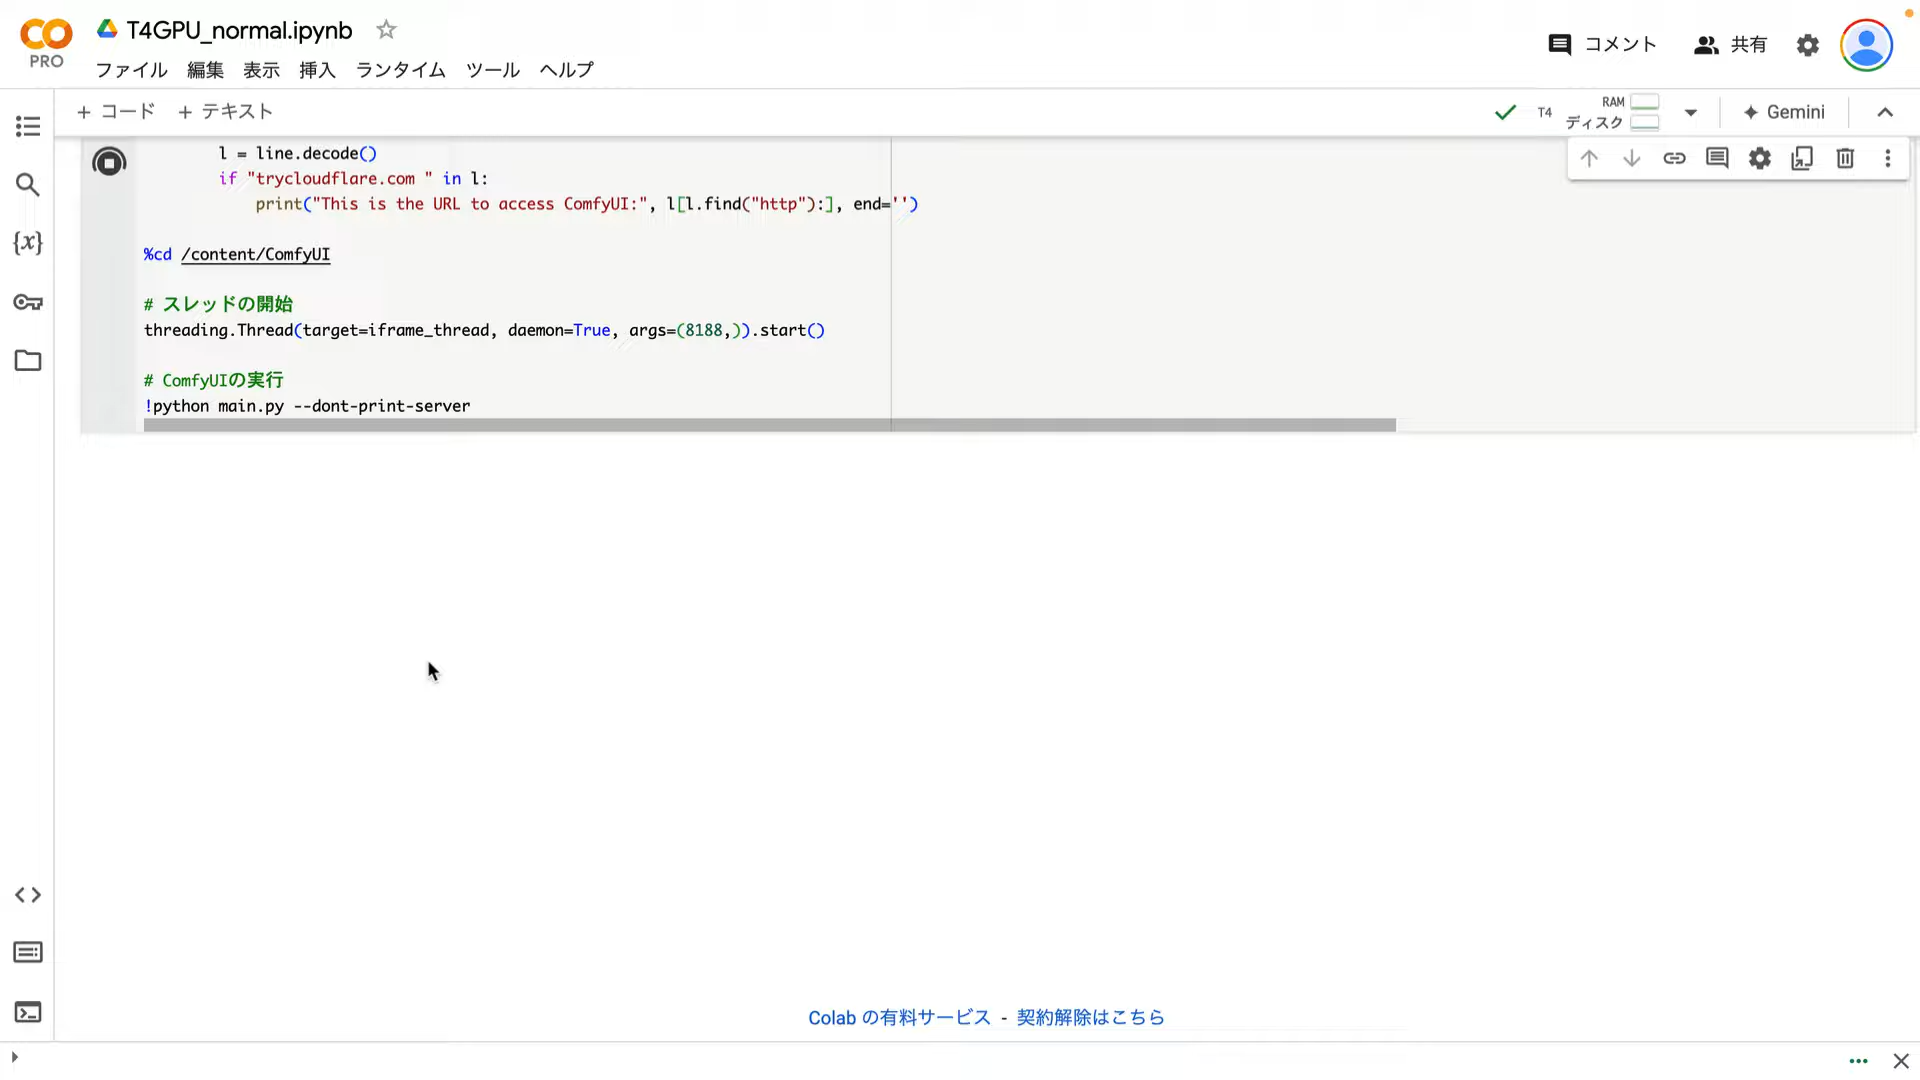 CO
PRO
T4GPU_normal.ipynb
ファイル 編集 表示 挿入 ランタイム ツール ヘルプ
コメント 共有
+ コード + テキスト
T4 RAM ディスク Gemini
{x}
l = line.decode()
if "trycloudflare.com " in l:
print("This is the URL to access ComfyUI:", l[l.find("http"):], end='')
%cd /content/ComfyUI
# スレッドの開始
threading.Thread(target=iframe_thread, daemon=True, args=(8188,)).start()
# ComfyUIの実行
!python main.py --dont-print-server
Colab の有料サービス - 契約解除はこちら